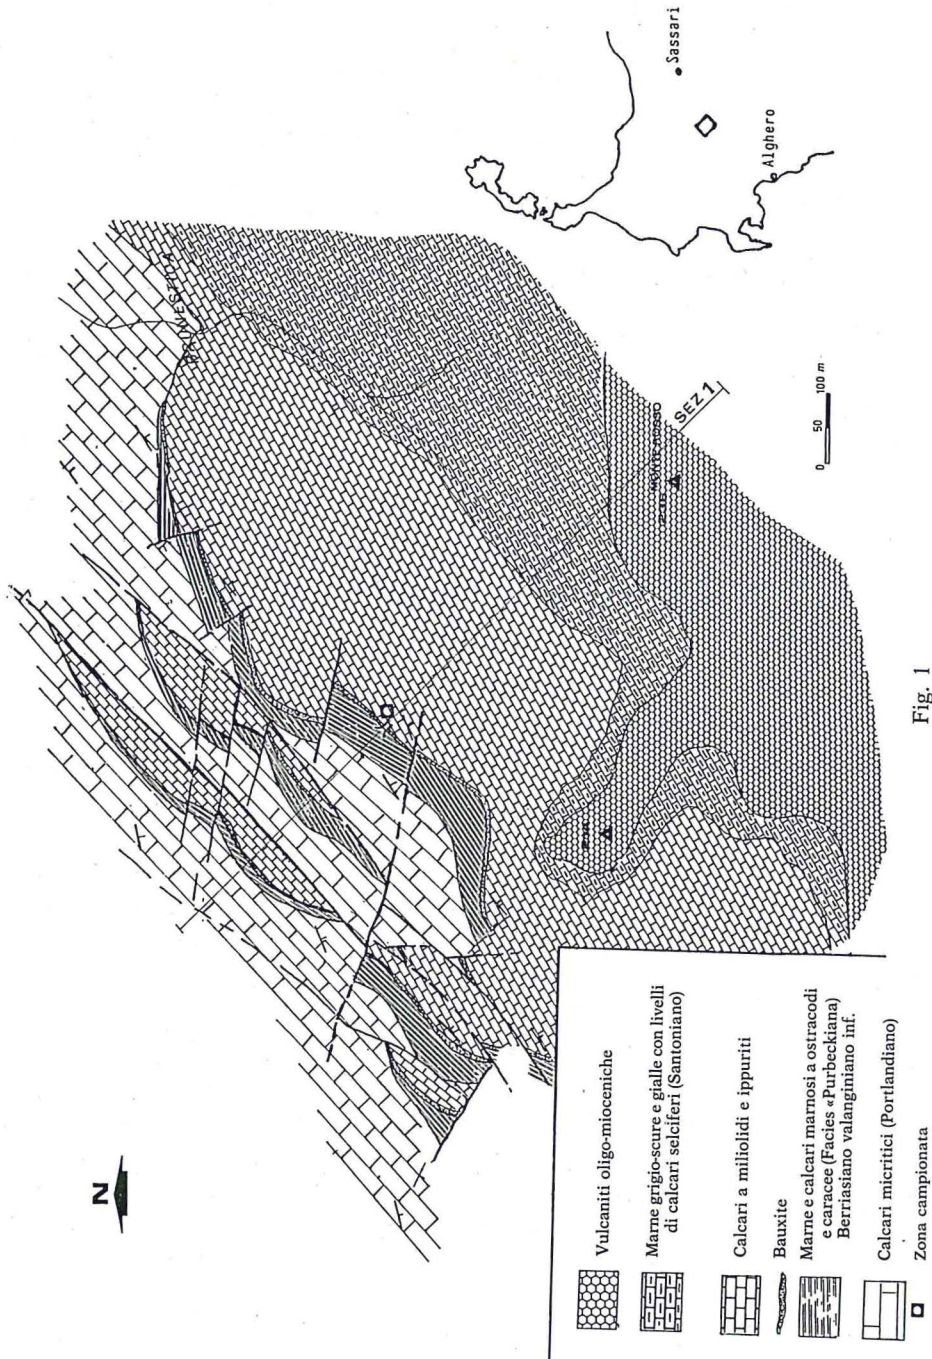 N
Sassari
Alghero
SEZ 1
0 50 100 m
Vulcaniti oligo-mioceniche
Marne grigio-scure e gialle con livelli
di calcari selciferi (Santoniano)
Calcari a miliolidi e ippuriti
Bauxite
Marne e calcari marnosi a ostracodi
e caracee (Facies «Purbeckiana)
Berriasiano valanginiano inf.
Calcari micritici (Portlandiano)
Zona campionata
Fig. 1